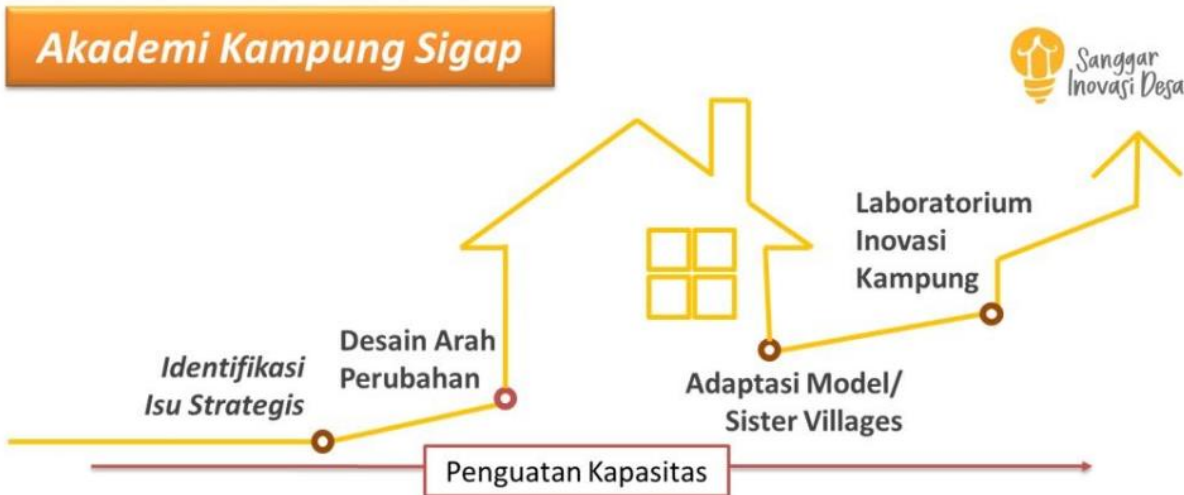 Akademi Kampung Sigap
Sanggar
Inovasi Desa
Laboratorium
Inovasi
Kampung
Desain Arah
Perubahan
Identifikasi
Isu Strategis
Adaptasi Model/
Sister Villages
Penguatan Kapasitas